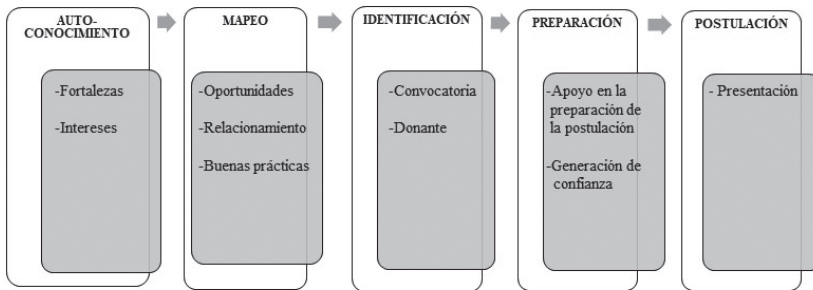 AUTO-
CONOCIMIENTO
-Fortalezas
-Intereses
MAPEO
-Oportunidades
-Relacionamiento
-Buenas prácticas
IDENTIFICACIÓN
-Convocatoria
-Donante
PREPARACIÓN
-Apoyo en la
preparación de
la postulación
-Generación de
confianza
POSTULACIÓN
- Presentación